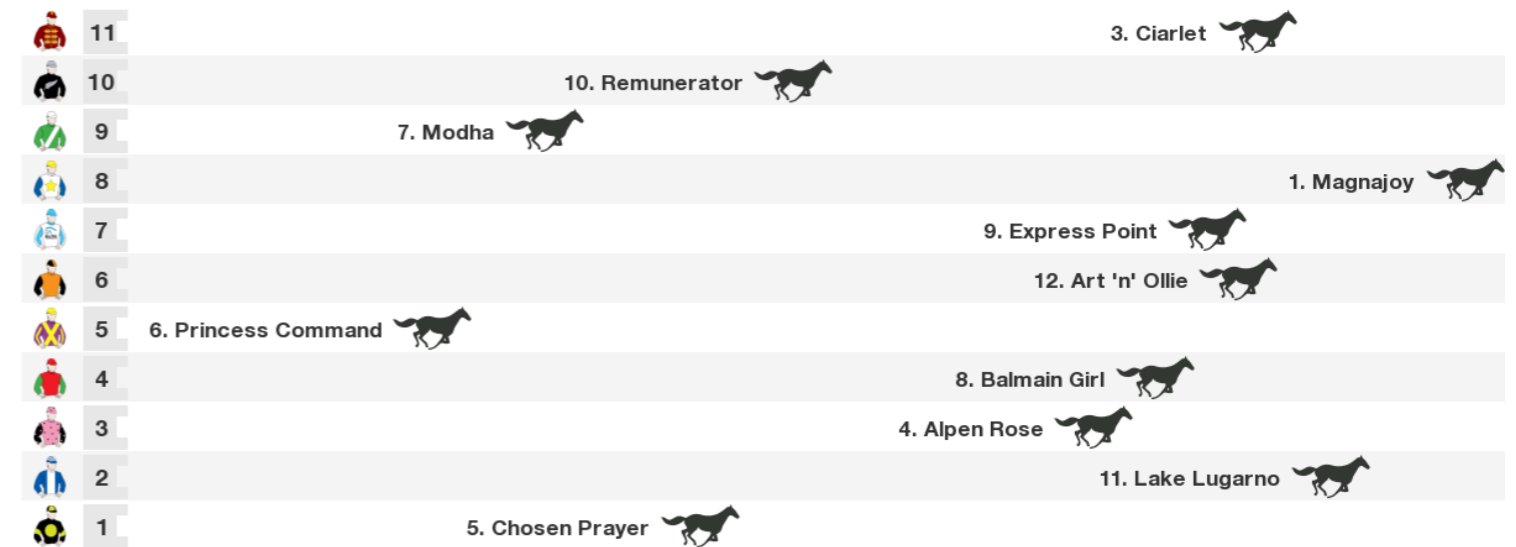 11 3. Ciarlet
10 10. Remunerator
9 7. Modha
8 1. Magnajoy
7 9. Express Point
6 12. Art 'n' Ollie
5 6. Princess Command
4 8. Balmain Girl
3 4. Alpen Rose
2 11. Lake Lugarno
1 5. Chosen Prayer